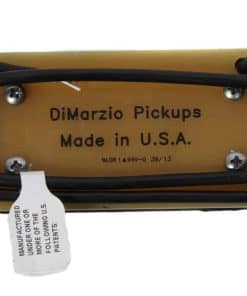 DiMarzio Pickups
Made in U.S.A.
MANUFACTURED
UNDER ONE OR
MORE OF THE
FOLLOWING U.S.
PATENTS: